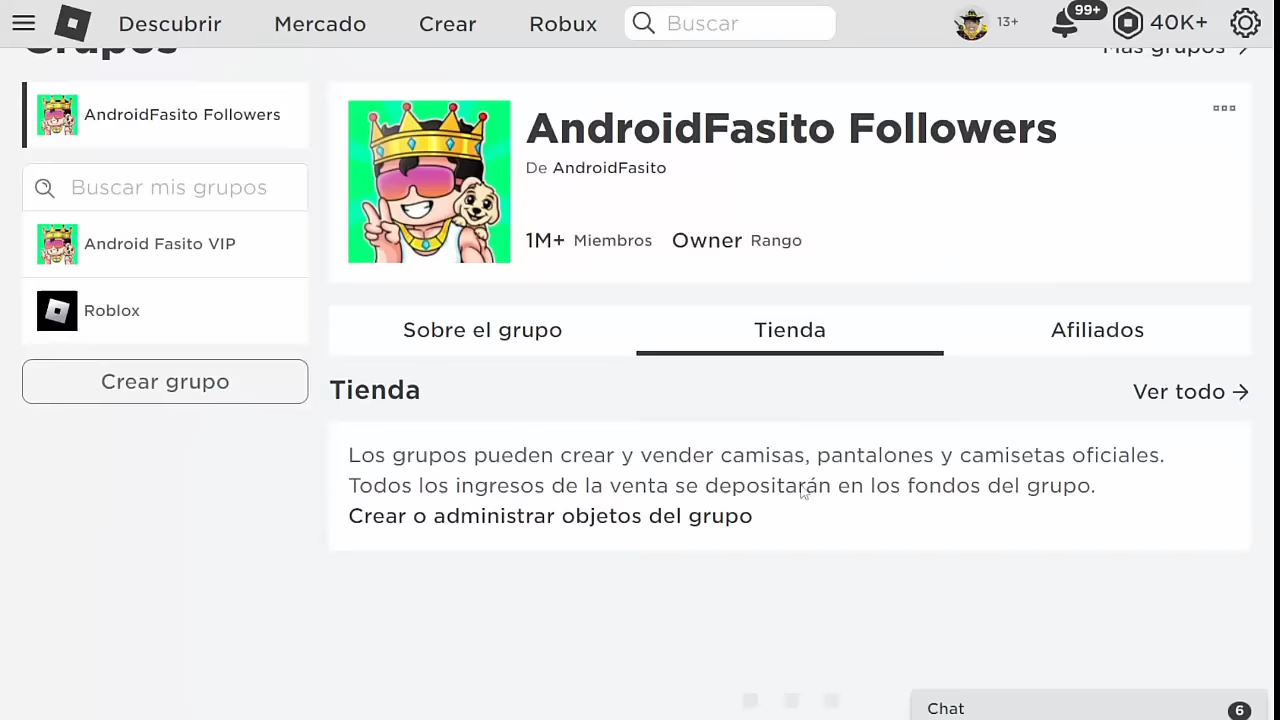 Descubrir
Mercado
Crear
Robux
Buscar
13+
99+
40K+
Grupos
Más grupos
AndroidFasito Followers
Buscar mis grupos
Android Fasito VIP
Roblox
Crear grupo
AndroidFasito Followers
De AndroidFasito
1M+ Miembros Owner Rango
Sobre el grupo
Tienda
Afiliados
Tienda
Ver todo
Los grupos pueden crear y vender camisas, pantalones y camisetas oficiales.
Todos los ingresos de la venta se depositarán en los fondos del grupo.
Crear o administrar objetos del grupo
Chat
6